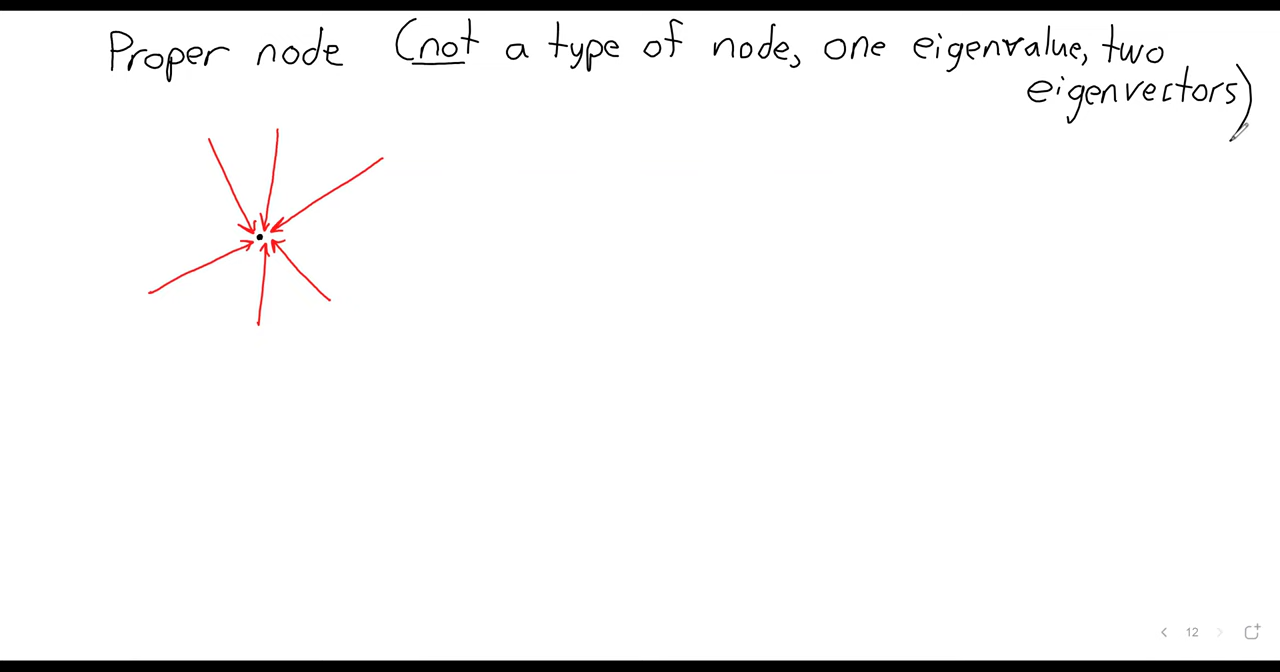 Proper node (not a type of node, one eigenvalue, two
eigenvectors)
12